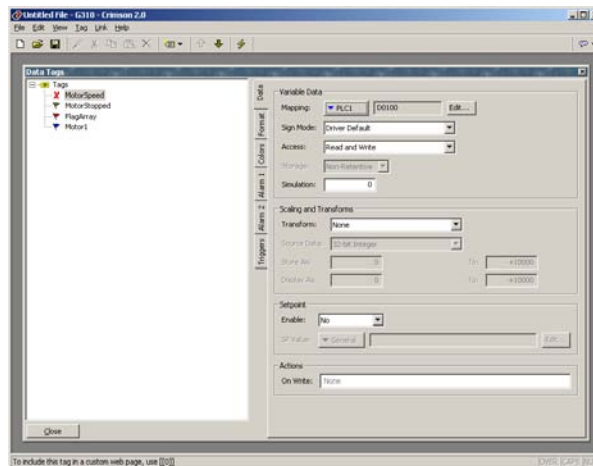 Untitled File - G310 - Crimson 2.0
File Edit View Tag Link Help
Data Tags
Tags
MotorSpeed
MotorStopped
FlagArray
Motor1
Data
Format
Colors
Alarm 1
Alarm 2
Triggers
Variable Data
Mapping: PLC1 D0100 Edit...
Sign Mode: Driver Default
Access: Read and Write
Storage: Non-Retentive
Simulation: 0
Scaling and Transforms
Transform: None
Source Data: 32-bit Integer
Store As: 0 To: +10000
Display As: 0 To: +10000
Setpoint
Enable: No
SP Value: General Edit...
Actions
On Write: None
Close
To include this tag in a custom web page, use [[0]]
OVER CAPS